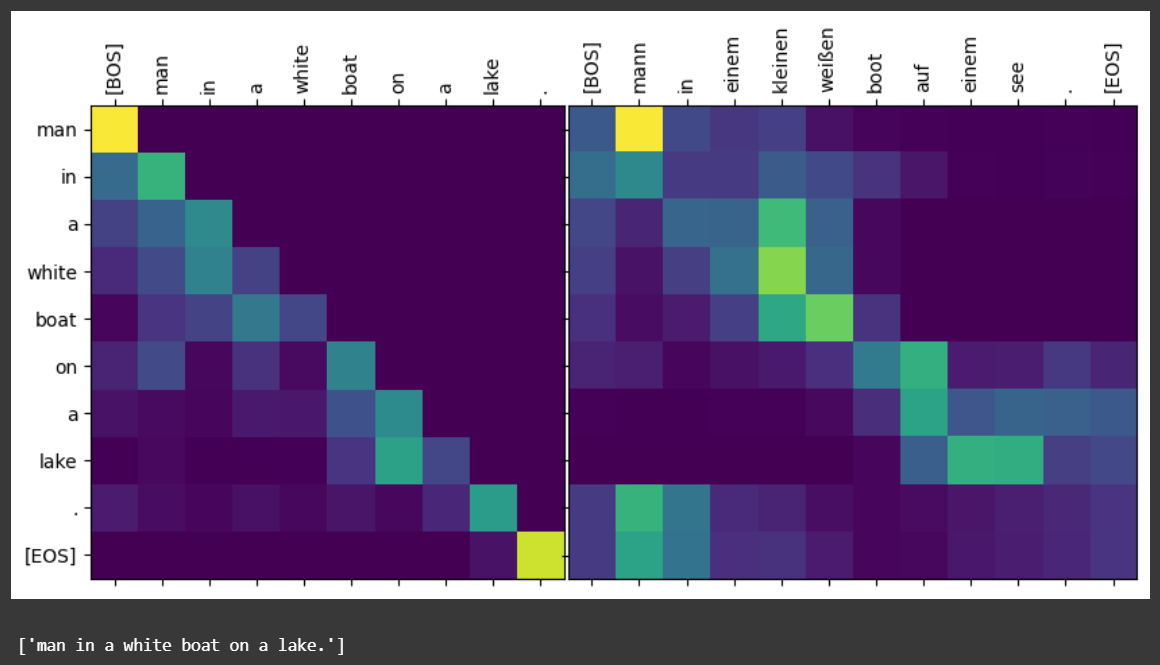 [BOS] man in a white boat on a lake . [BOS] mann in einem kleinen weißen boot auf einem see . [EOS]
man
in
a
white
boat
on
a
lake
.
[EOS]
['man in a white boat on a lake.']